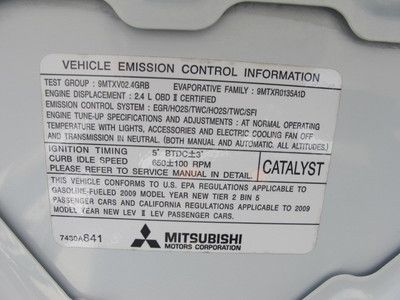 VEHICLE EMISSION CONTROL INFORMATION
TEST GROUP : 9MTXV02.4GRB EVAPORATIVE FAMILY : 9MTXR0135A1D
ENGINE DISPLACEMENT : 2.4 L OBD II CERTIFIED
EMISSION CONTROL SYSTEM : EGR/HO2S/TWC/HO2S/TWC/SFI
ENGINE TUNE-UP SPECIFICATIONS AND ADJUSTMENTS : AT NORMAL OPERATING
TEMPERATURE WITH LIGHTS, ACCESSORIES AND ELECTRIC COOLING FAN OFF
AND TRANSMISSION IN NEUTRAL. (BOTH MANUAL AND AUTOMATIC)
IGNITION TIMING 5° BTDC±3°
CURB IDLE SPEED 650±100 RPM
PLEASE REFER TO SERVICE MANUAL IN DETAIL.
CATALYST
THIS VEHICLE CONFORMS TO U.S. EPA REGULATIONS APPLICABLE TO
GASOLINE-FUELED 2009 MODEL YEAR NEW TIER 2 BIN 5
PASSENGER CARS AND CALIFORNIA REGULATIONS APPLICABLE TO 2009
MODEL YEAR NEW LEV II LEV PASSENGER CARS.
7450A841 MITSUBISHI
MOTORS CORPORATION